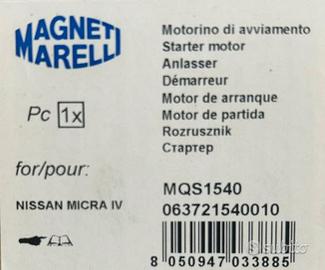 MAGNETI
MARELLI
Pc 1x
for/pour:
NISSAN MICRA IV
Motorino di avviamento
Starter motor
Anlasser
Démarreur
Motor de arranque
Motor de partida
Rozrusznik
Стартер
MQS1540
063721540010
subito
8 050947 033885